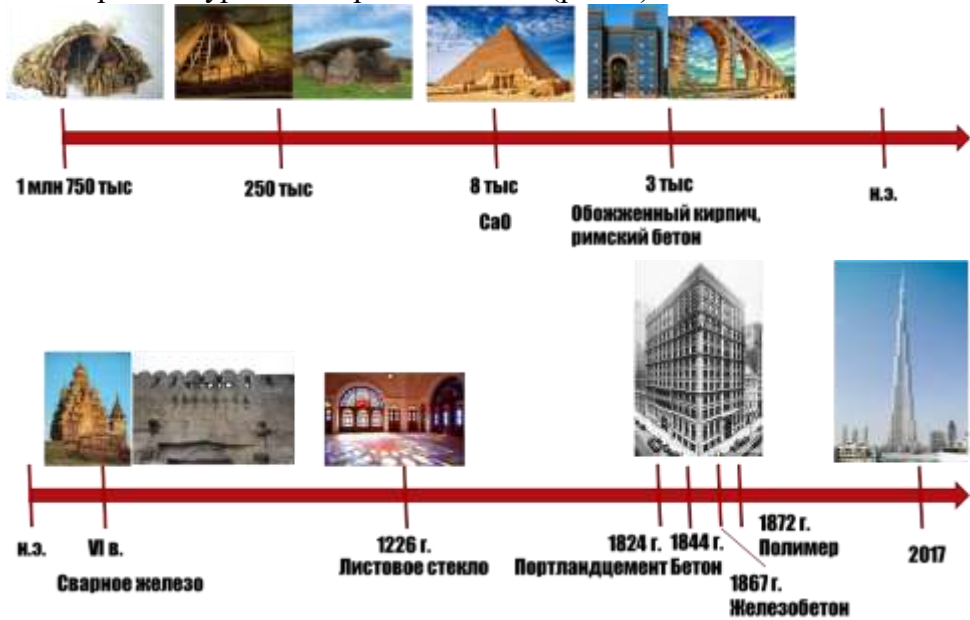 1 млн 750 тыс
250 тыс
8 тыс
CaO
3 тыс
Обожженный кирпич,
римский бетон
н.э.
н.э.
VI в.
Сварное железо
1226 г.
Листовое стекло
1824 г.
Портландцемент
1844 г.
Бетон
1867 г.
Железобетон
1872 г.
Полимер
2017